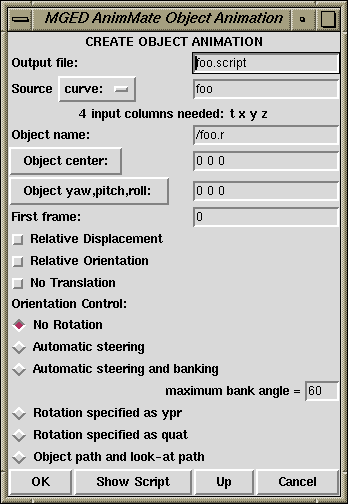 MGED AnimMate Object Animation
CREATE OBJECT ANIMATION
Output file: foo.script
Source curve: foo
4 input columns needed: t x y z
Object name: /foo.r
Object center: 0 0 0
Object yaw,pitch,roll: 0 0 0
First frame: 0
Relative Displacement
Relative Orientation
No Translation
Orientation Control:
No Rotation
Automatic steering
Automatic steering and banking
maximum bank angle = 60
Rotation specified as ypr
Rotation specified as quat
Object path and look-at path
OK Show Script Up Cancel